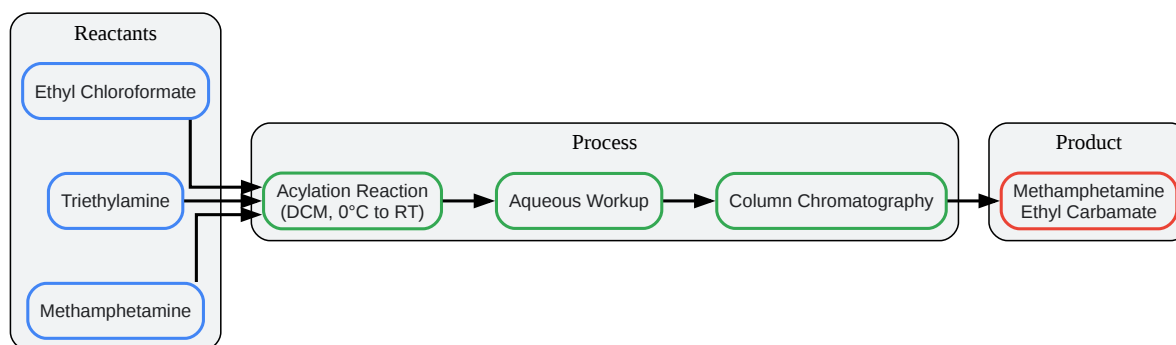 Reactants
Ethyl Chloroformate
Triethylamine
Methamphetamine
Process
Acylation Reaction
(DCM, 0°C to RT)
Aqueous Workup
Column Chromatography
Product
Methamphetamine
Ethyl Carbamate